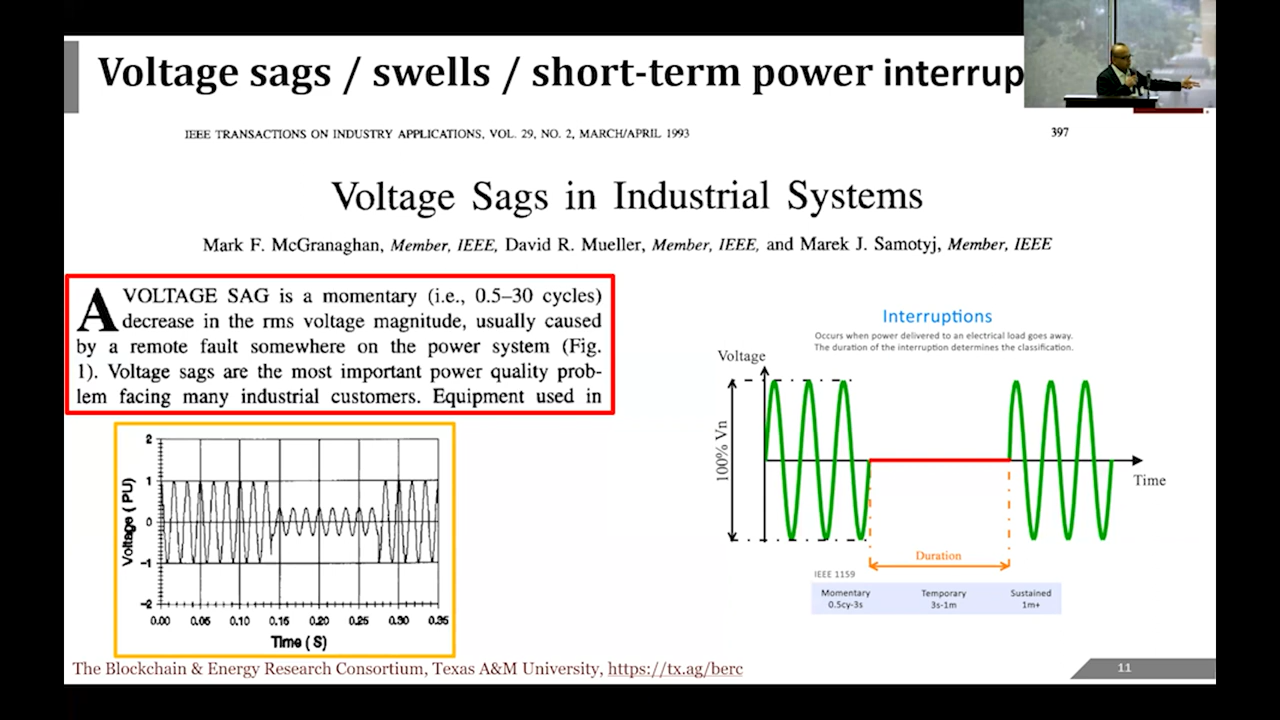 Voltage sags / swells / short-term power interrup
IEEE TRANSACTIONS ON INDUSTRY APPLICATIONS, VOL. 29, NO. 2, MARCH/APRIL 1993
397
Voltage Sags in Industrial Systems
Mark F. McGranaghan, Member, IEEE, David R. Mueller, Member, IEEE, and Marek J. Samotyj, Member, IEEE
A VOLTAGE SAG is a momentary (i.e., 0.5–30 cycles)
decrease in the rms voltage magnitude, usually caused
by a remote fault somewhere on the power system (Fig.
1). Voltage sags are the most important power quality prob-
lem facing many industrial customers. Equipment used in
2
1
0
-1
-2
Voltage ( PU)
0.00 0.05 0.10 0.15 0.20 0.25 0.30 0.35
Time ( S)
Interruptions
Occurs when power delivered to an electrical load goes away.
The duration of the interruption determines the classification.
Voltage
100% Vn
Time
Duration
IEEE 1159
Momentary Temporary Sustained
0.5cy-3s 3s-1m 1m+
The Blockchain & Energy Research Consortium, Texas A&M University, https://tx.ag/berc
11